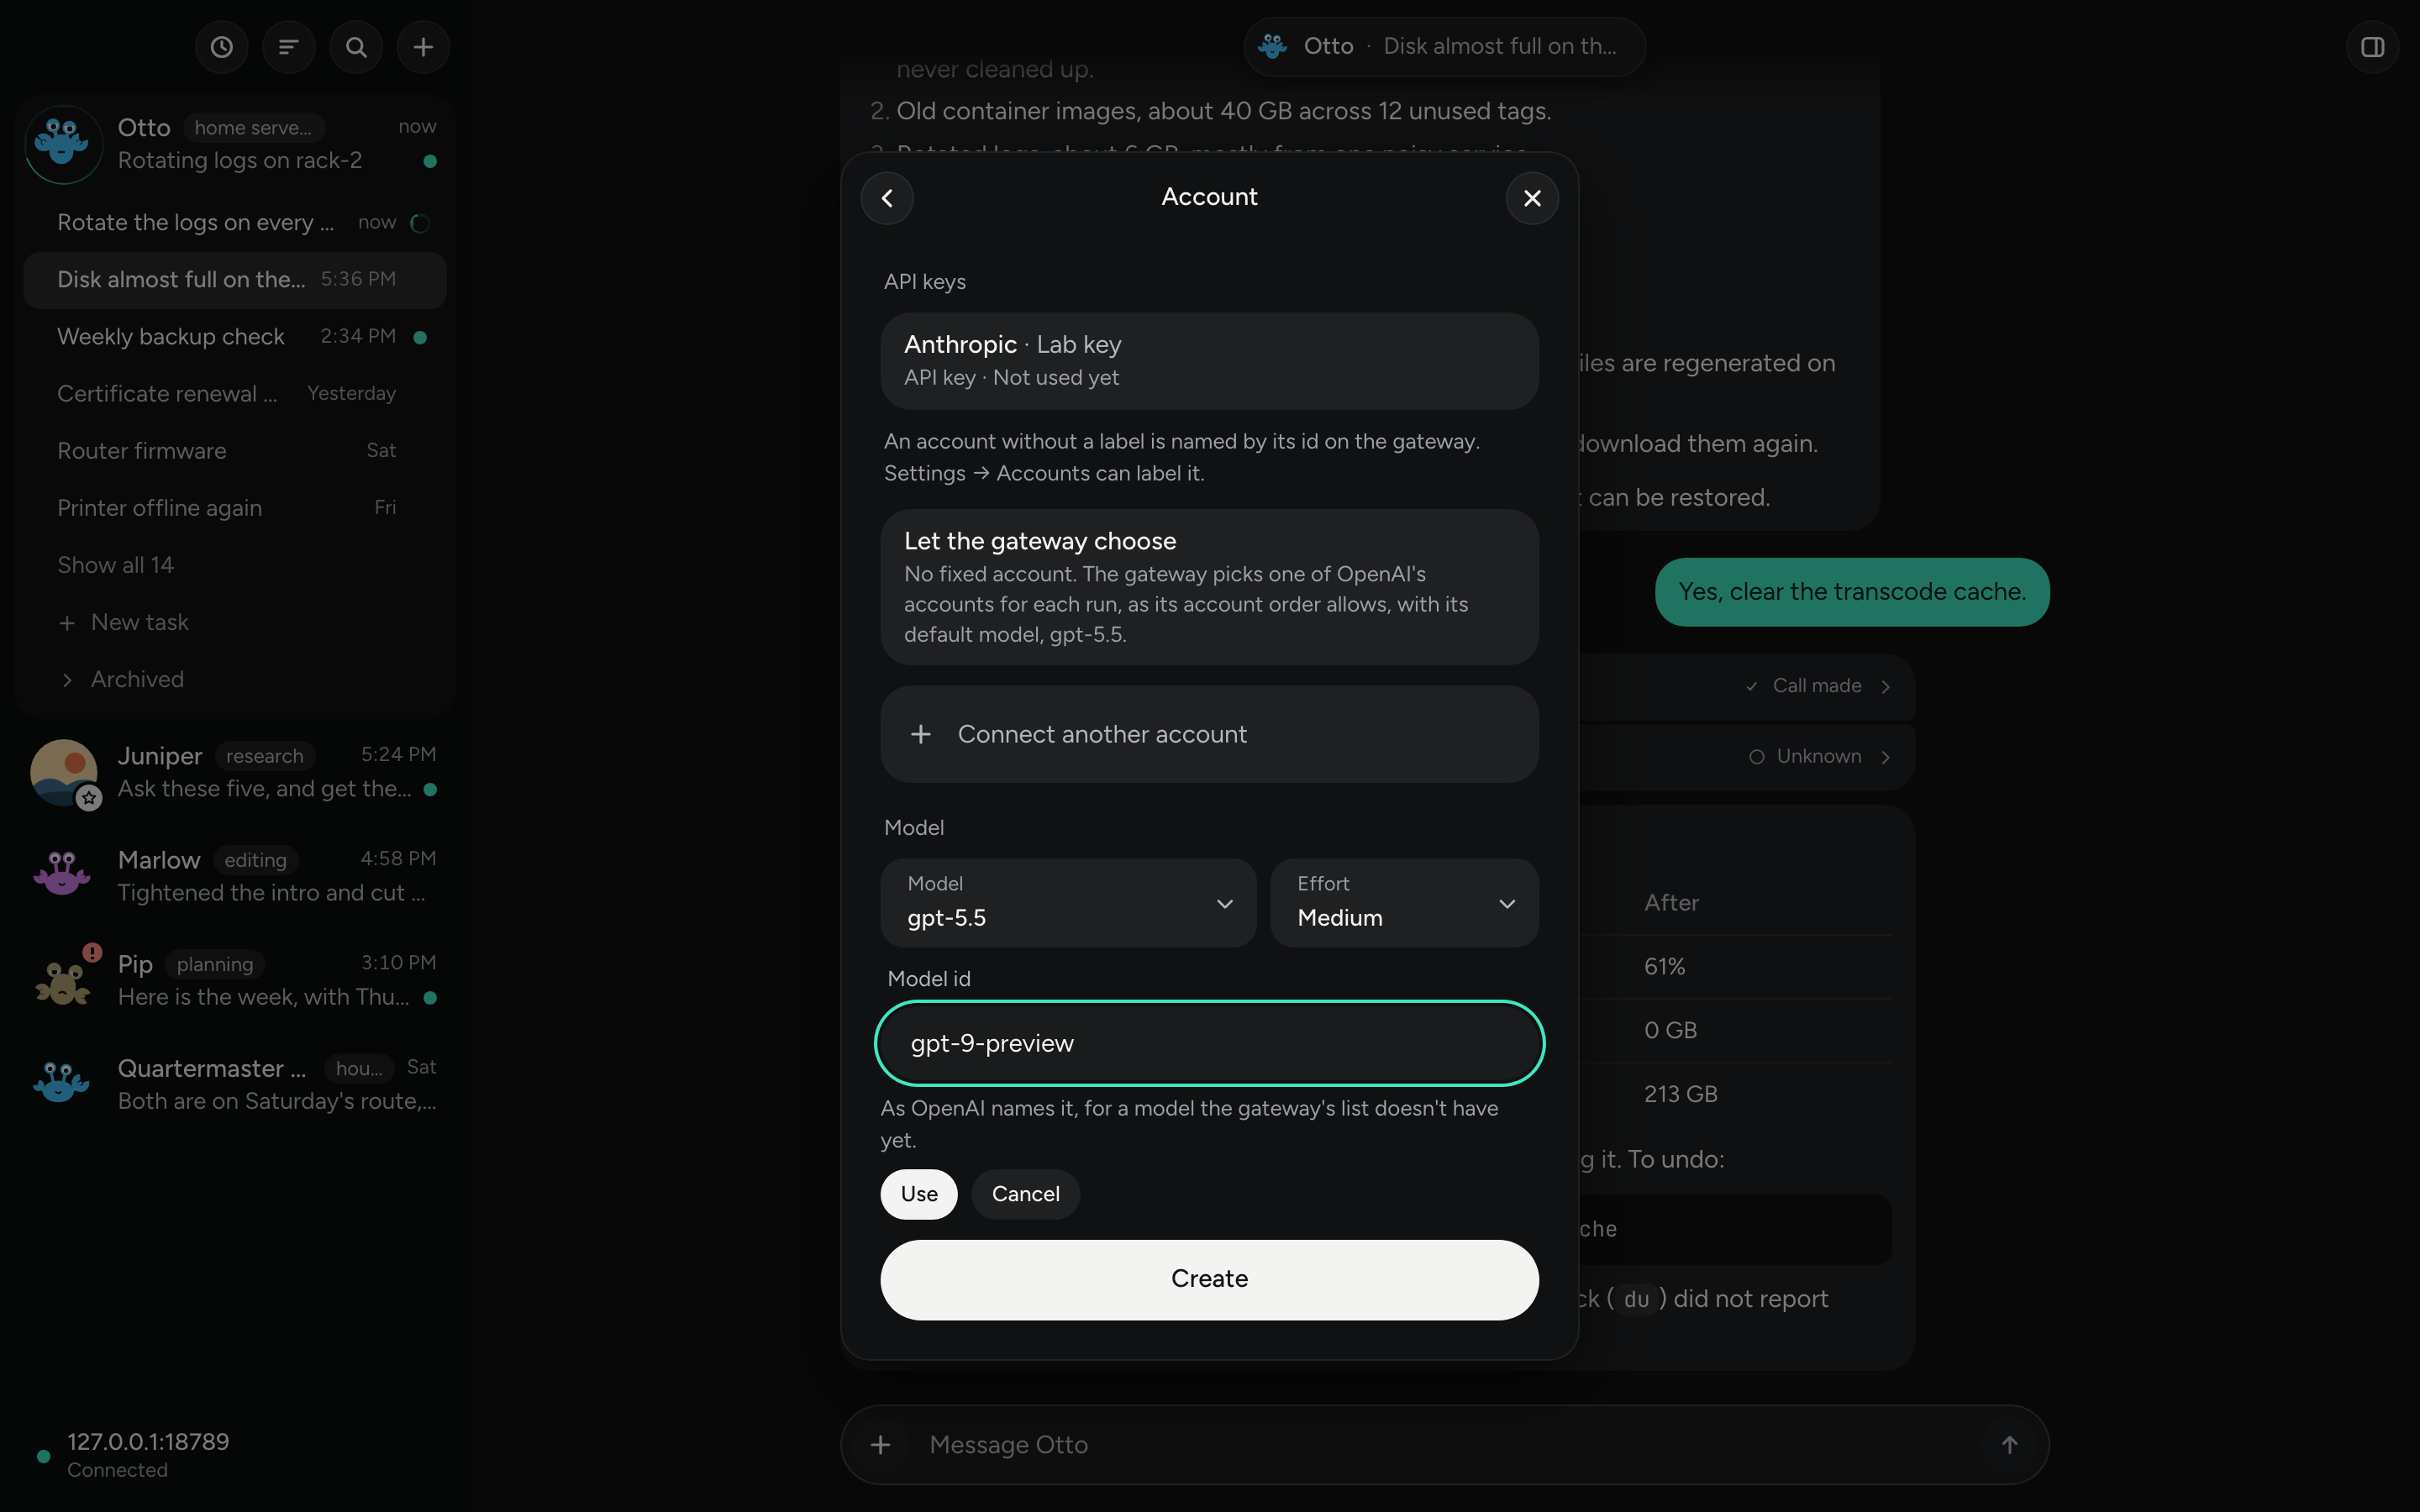 Otto home serve... now
Rotating logs on rack-2
Rotate the logs on every ... now
Disk almost full on the... 5:36 PM
Weekly backup check 2:34 PM
Certificate renewal ... Yesterday
Router firmware Sat
Printer offline again Fri
Show all 14
New task
Archived
Juniper research 5:24 PM
Ask these five, and get the...
Marlow editing 4:58 PM
Tightened the intro and cut ...
Pip planning 3:10 PM
Here is the week, with Thu...
Quartermaster ... hou... Sat
Both are on Saturday's route,...
127.0.0.1:18789
Connected
Otto · Disk almost full on th...
never cleaned up.
2. Old container images, about 40 GB across 12 unused tags.
Account
API keys
Anthropic · Lab key
API key · Not used yet
An account without a label is named by its id on the gateway.
Settings → Accounts can label it.
Let the gateway choose
No fixed account. The gateway picks one of OpenAI's
accounts for each run, as its account order allows, with its
default model, gpt-5.5.
Connect another account
Model
Model
gpt-5.5
Effort
Medium
Model id
gpt-9-preview
As OpenAI names it, for a model the gateway's list doesn't have
yet.
Use
Cancel
Create
are regenerated on
download them again.
can be restored.
Yes, clear the transcode cache.
Call made
Unknown
After
61%
0 GB
213 GB
it. To undo:
( du ) did not report
Message Otto